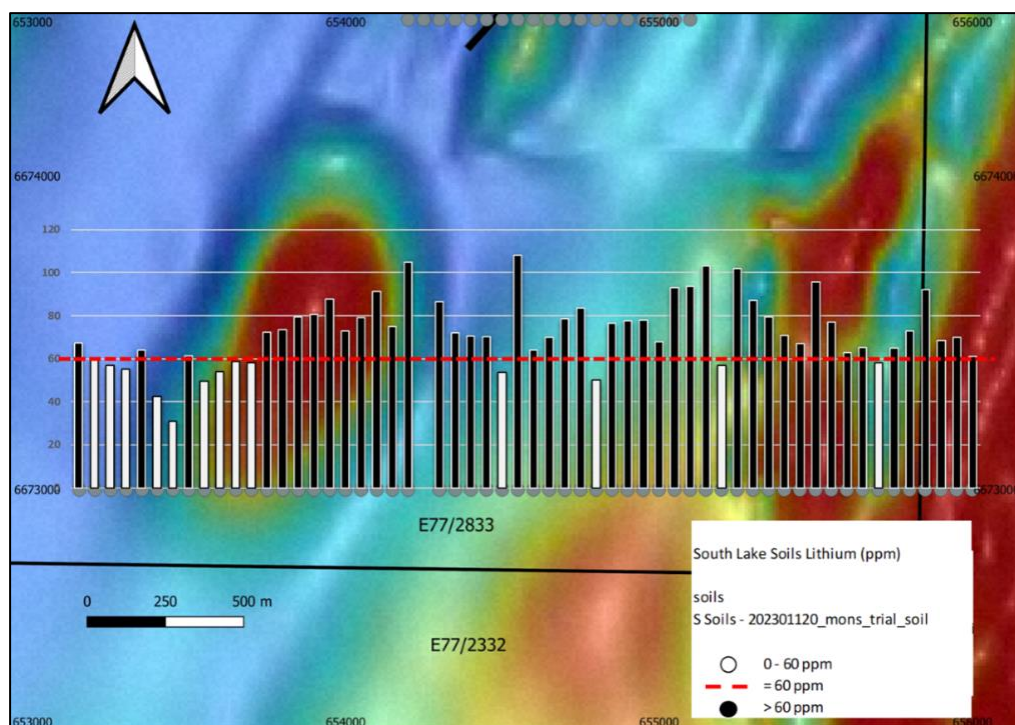 653000 654000 655000 656000
6674000 6674000
120
100
80
60
40
20
0
6673000 6673000
E77/2833
South Lake Soils Lithium (ppm)
soils
S Soils - 202301120_mons_trial_soil
0 250 500 m
E77/2332
0 - 60 ppm
= 60 ppm
> 60 ppm
653000 654000 655000 656000